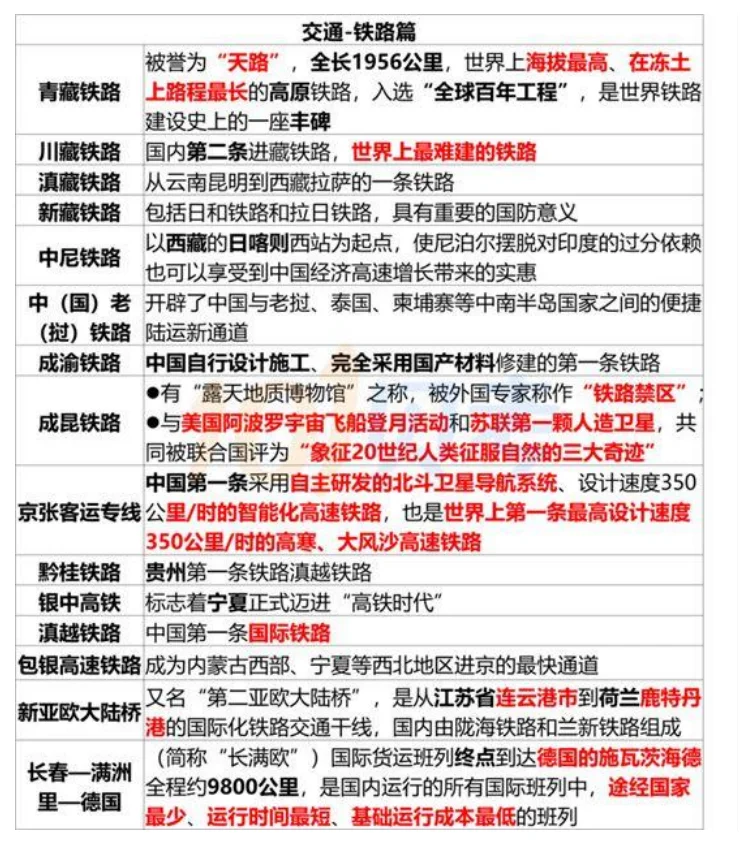 交通-铁路篇
青藏铁路
被誉为“天路”，全长1956公里，世界上海拔最高、在冻土
上路程最长的高原铁路，入选“全球百年工程”，是世界铁路
建设史上的一座丰碑
川藏铁路
国内第二条进藏铁路，世界上最难建的铁路
滇藏铁路
从云南昆明到西藏拉萨的一条铁路
新藏铁路
包括日和铁路和拉日铁路，具有重要的国防意义
中尼铁路
以西藏的日喀则西站为起点，使尼泊尔摆脱对印度的过分依赖
也可以享受到中国经济高速增长带来的实惠
中（国）老
（挝）铁路
开辟了中国与老挝、泰国、柬埔寨等中南半岛国家之间的便捷
陆运新通道
成渝铁路
中国自行设计施工、完全采用国产材料修建的第一条铁路
成昆铁路
●有“露天地质博物馆”之称，被外国专家称作“铁路禁区”；
●与美国阿波罗宇宙飞船登月活动和苏联第一颗人造卫星，共
同被联合国评为“象征20世纪人类征服自然的三大奇迹”
京张客运专线
中国第一条采用自主研发的北斗卫星导航系统、设计速度350
公里/时的智能化高速铁路，也是世界上第一条最高设计速度
350公里/时的高寒、大风沙高速铁路
黔桂铁路
贵州第一条铁路滇越铁路
银中高铁
标志着宁夏正式迈进“高铁时代”
滇越铁路
中国第一条国际铁路
包银高速铁路
成为内蒙古西部、宁夏等西北地区进京的最快通道
新亚欧大陆桥
又名“第二亚欧大陆桥”，是从江苏省连云港市到荷兰鹿特丹
港的国际化铁路交通干线，国内由陇海铁路和兰新铁路组成
长春—满洲
里—德国
（简称“长满欧”）国际货运班列终点到达德国的施瓦茨海德
全程约9800公里，是国内运行的所有国际班列中，途经国家
最少、运行时间最短、基础运行成本最低的班列